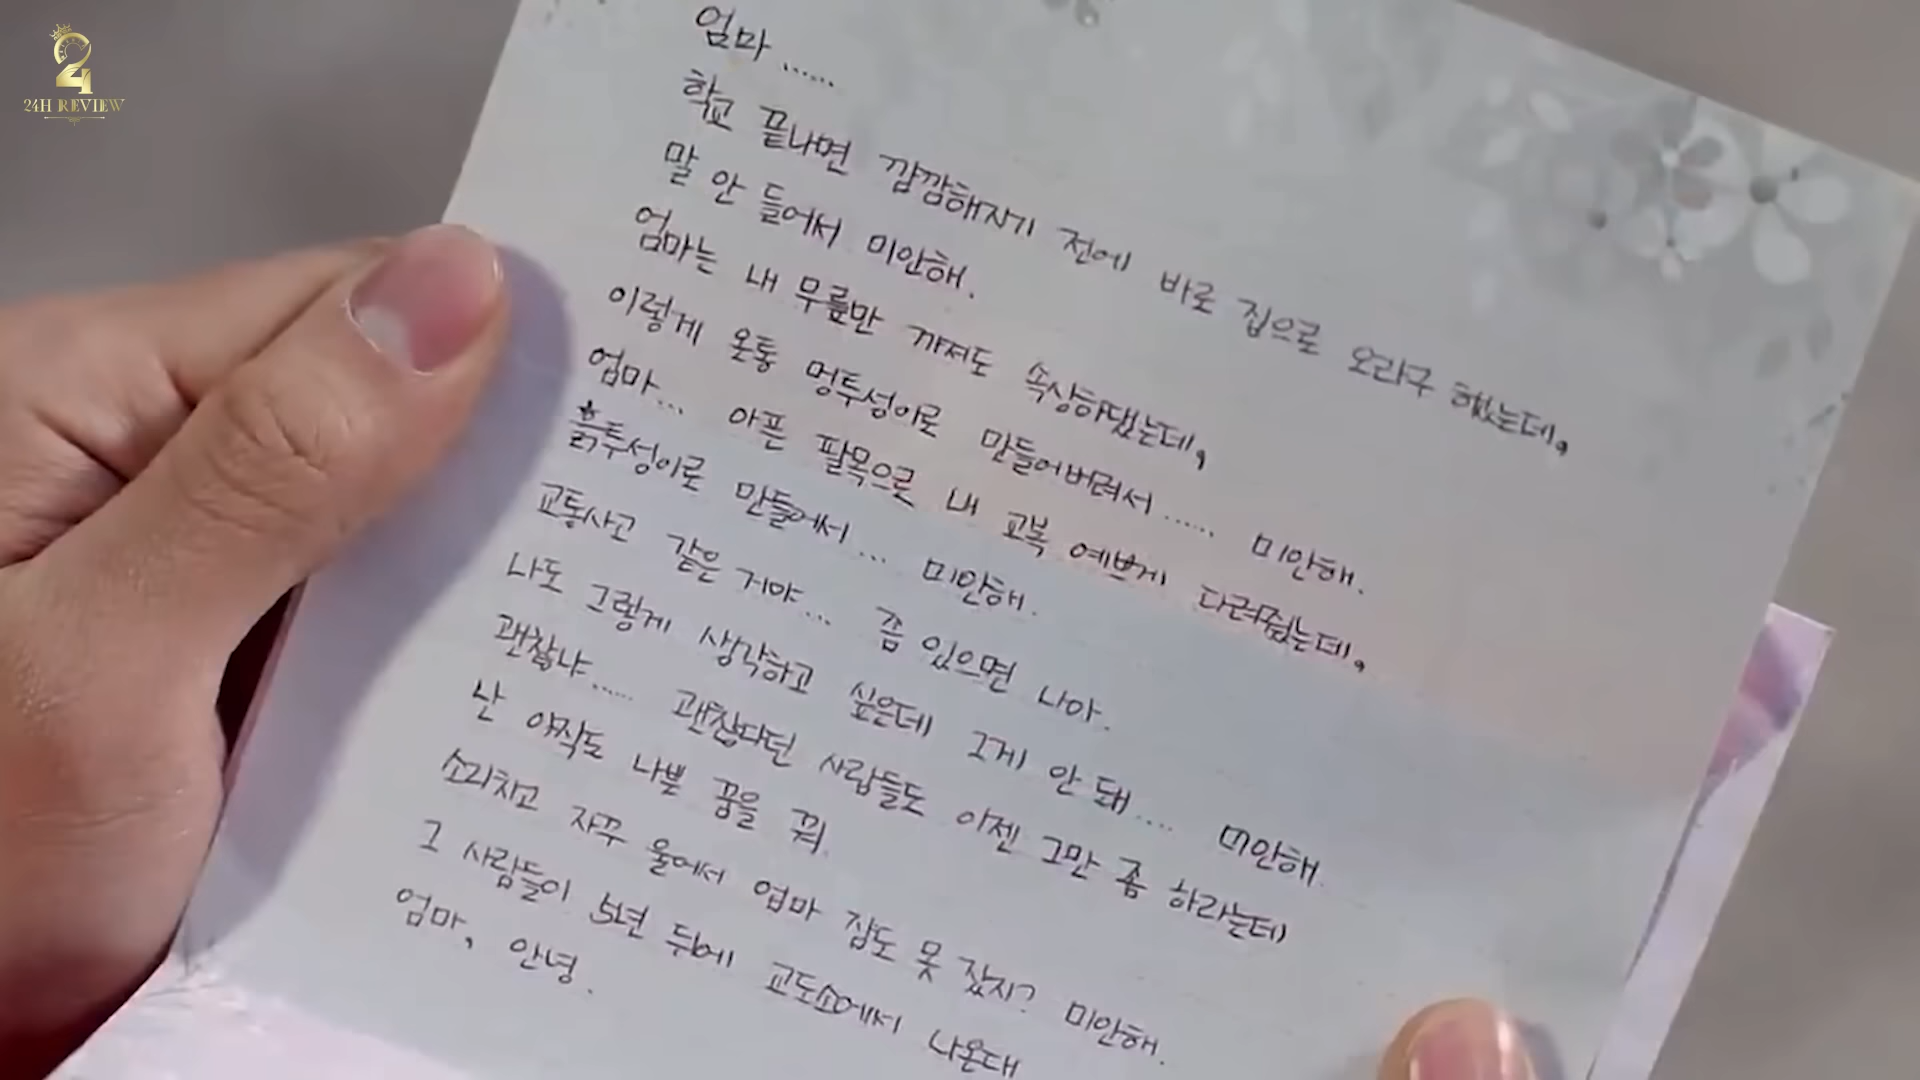 24H REVIEW
엄마......
학교 끝나면 깜깜해지기 전에 바로 집으로 오라구 했는데,
말 안 들어서 미안해.
엄마는 내 무릎만 까져도 속상해했는데,
이렇게 온통 멍투성이로 만들어버려서...... 미안해.
엄마... 아픈 팔목으로 내 교복 예쁘게 다려줬는데,
흙투성이로 만들어서... 미안해.
교통사고 같은 거야... 좀 있으면 나아.
나도 그렇게 생각하고 싶은데 그게 안 돼.... 미안해.
괜찮냐..... 괜찮다던 사람들도 이젠 그만 좀 하라는데
난 아직도 나쁜 꿈을 꿔.
소리치고 자꾸 울어서 엄마 잠도 못 잤지? 미안해.
그 사람들이 5년 뒤에 교도소에서 나온대
엄마, 안녕.